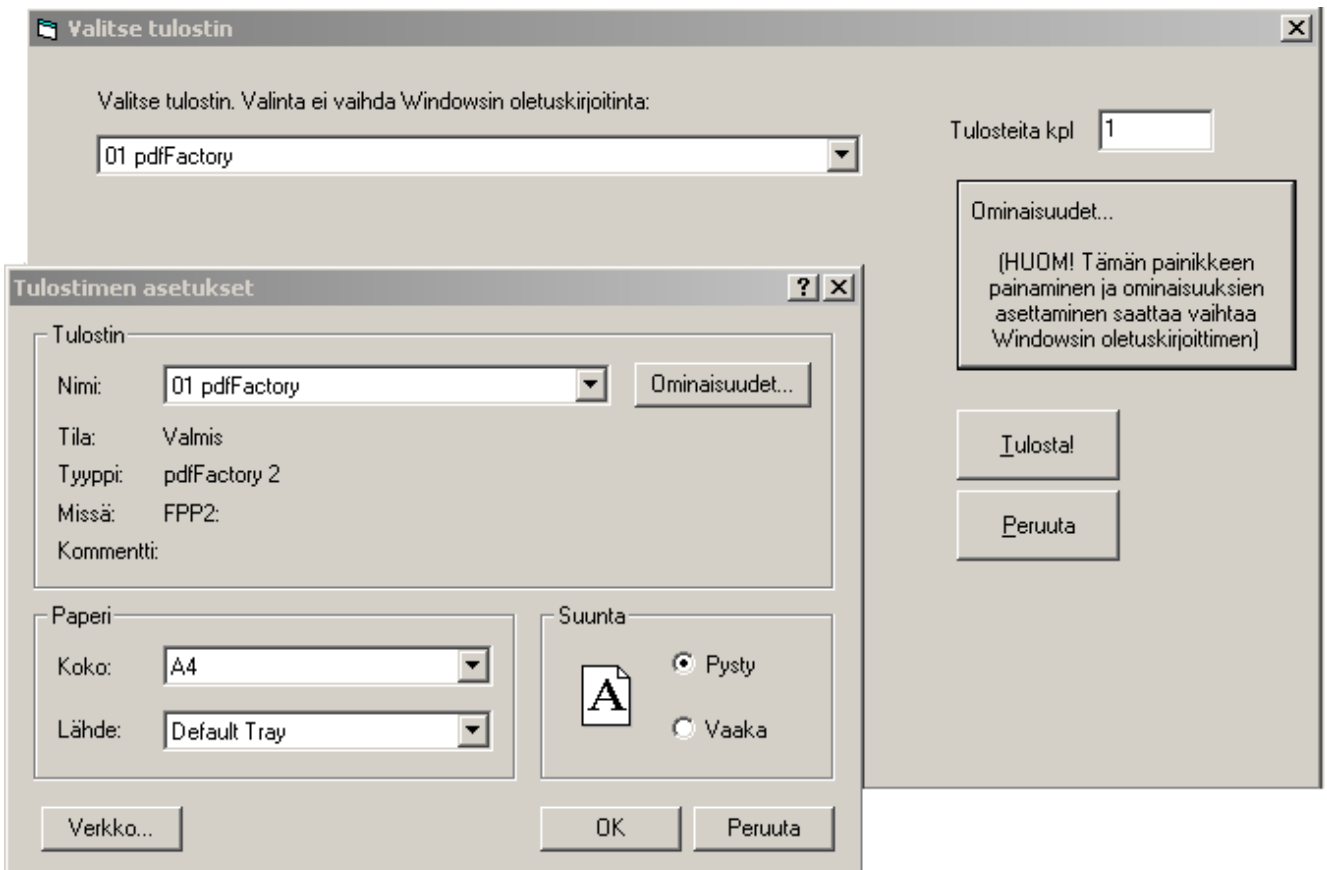 Valitse tulostin
Valitse tulostin. Valinta ei vaihda Windowsin oletuskirjoitinta:
01 pdfFactory
Tulosteita kpl 1
Ominaisuudet...
(HUOM! Tämän painikkeen
painaminen ja ominaisuuksien
asettaminen saattaa vaihtaa
Windowsin oletuskirjoittimen)
Tulosta!
Peruuta
Tulostimen asetukset
Tulostin
Nimi: 01 pdfFactory Ominaisuudet...
Tila: Valmis
Tyyppi: pdfFactory 2
Missä: FPP2:
Kommentti:
Paperi
Koko: A4
Lähde: Default Tray
Suunta
A
Pysty
Vaaka
Verkko... OK Peruuta